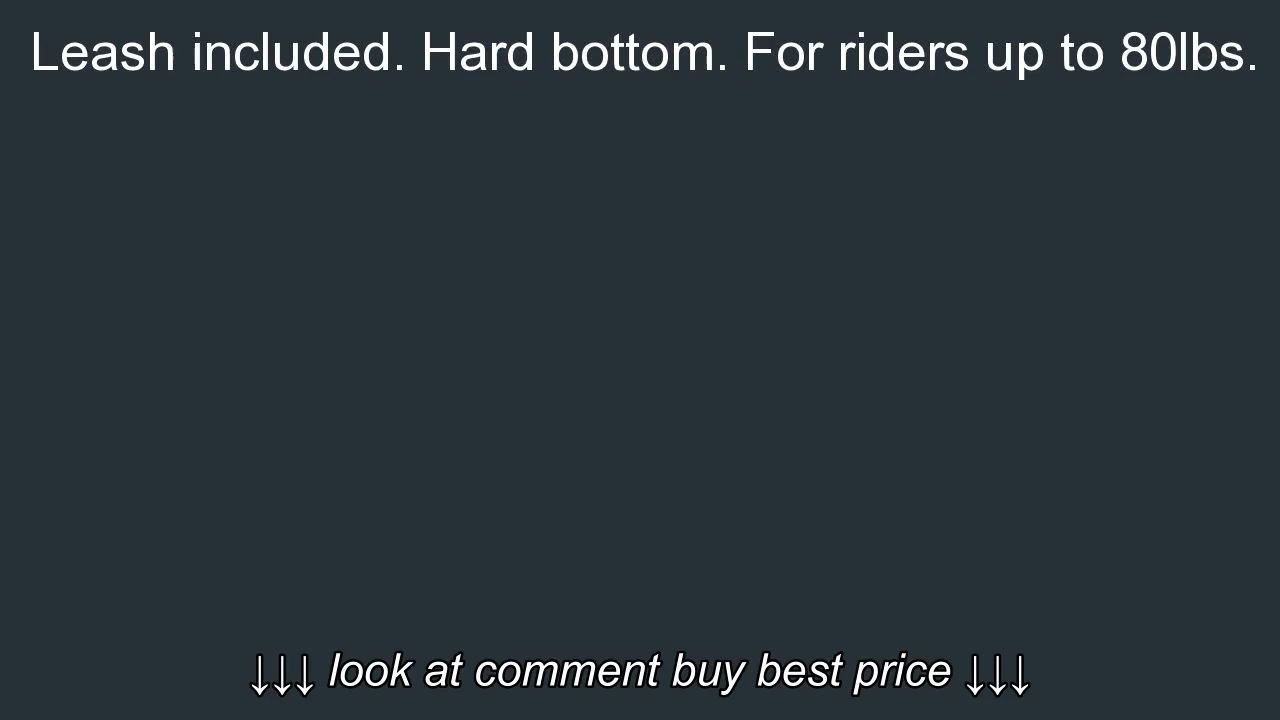 Leash included. Hard bottom. For riders up to 80lbs.
↓↓↓ look at comment buy best price ↓↓↓